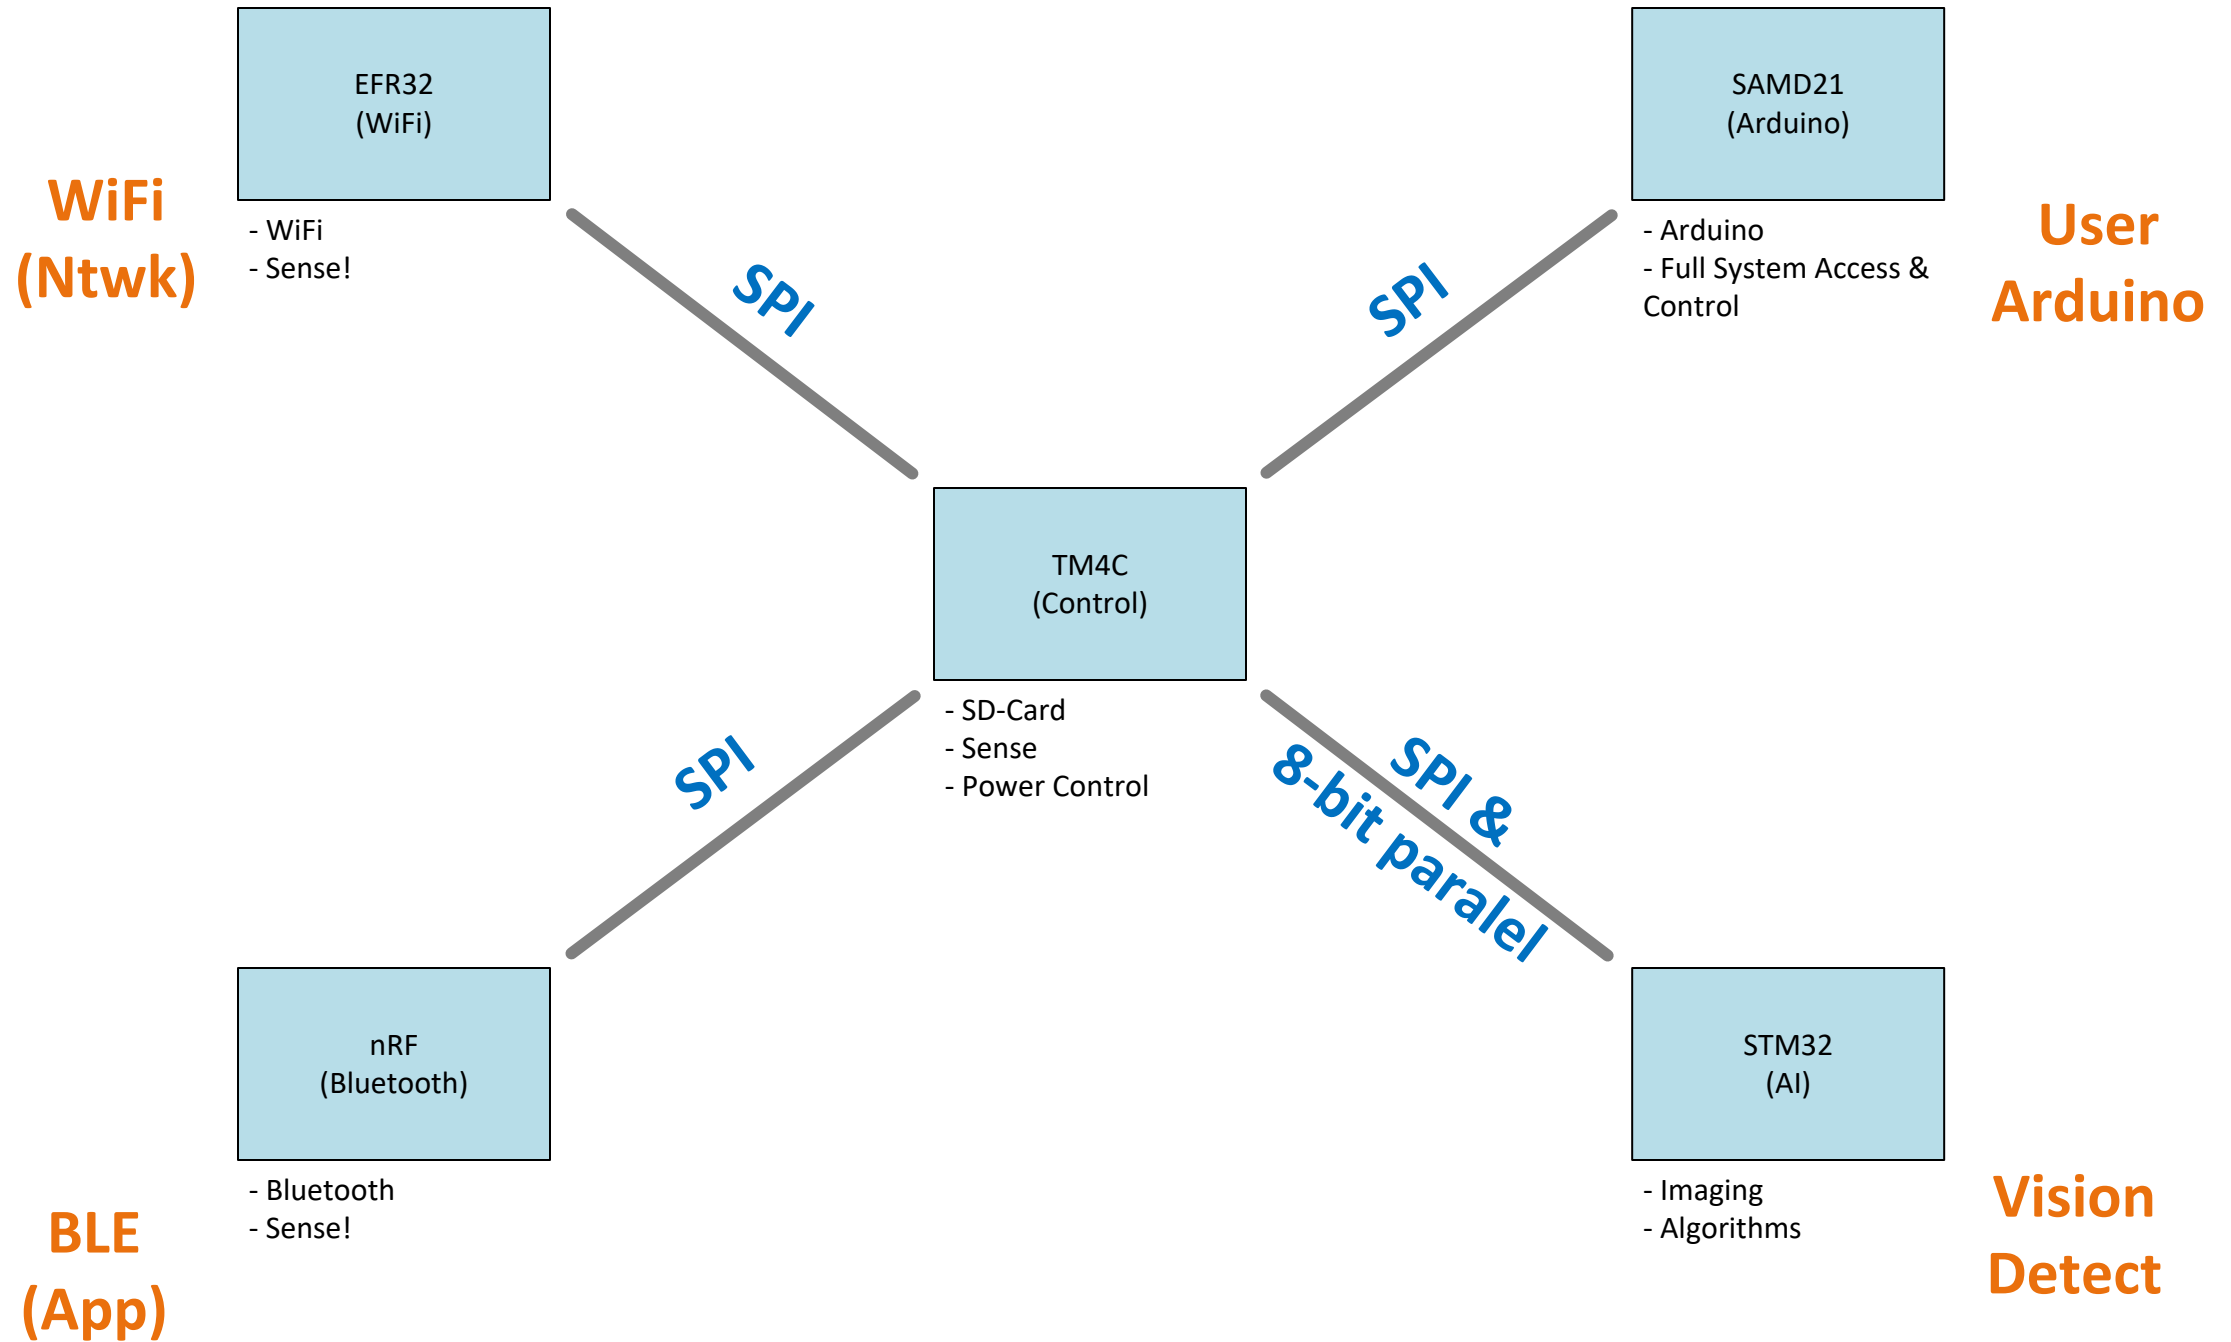 EFR32
(WiFi)
WiFi
(Ntwk)
- WiFi
- Sense!
SPI
SAMD21
(Arduino)
- Arduino
- Full System Access &
Control
User
Arduino
SPI
TM4C
(Control)
- SD-Card
- Sense
- Power Control
SPI
SPI &
8-bit paralel
nRF
(Bluetooth)
- Bluetooth
- Sense!
BLE
(App)
STM32
(AI)
- Imaging
- Algorithms
Vision
Detect